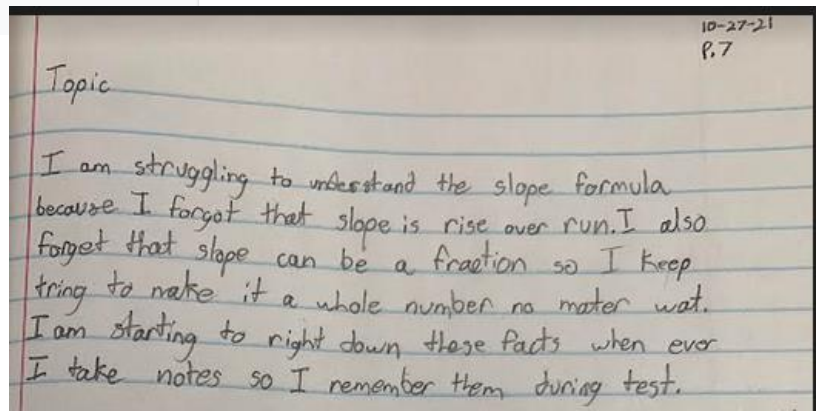 10-27-21
P.7
Topic
I am struggling to understand the slope formula
because I forgot that slope is rise over run. I also
forget that slope can be a fraction so I keep
tring to make it a whole number no mater wat.
I am starting to right down these facts when ever
I take notes so I remember them during test.